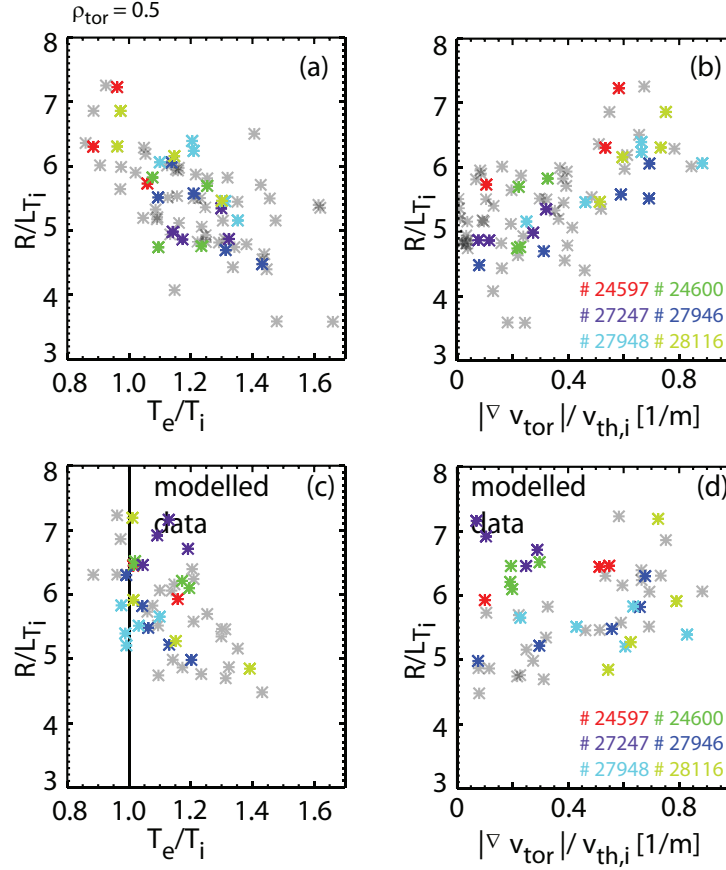 ρtor = 0.5
(a)
(b)
8
7
6
5
4
3
R/LTi
0.8 1.0 1.2 1.4 1.6
Te/Ti
8
7
6
5
4
3
R/LTi
# 24597 # 24600
# 27247 # 27946
# 27948 # 28116
0 0.4 0.8
|∇ vtor|/ vth,i [1/m]
(c)
modelled
data
8
7
6
5
4
3
R/LTi
0.8 1.0 1.2 1.4 1.6
Te/Ti
(d)
modelled
data
8
7
6
5
4
3
R/LTi
# 24597 # 24600
# 27247 # 27946
# 27948 # 28116
0 0.4 0.8
|∇ vtor|/ vth,i [1/m]